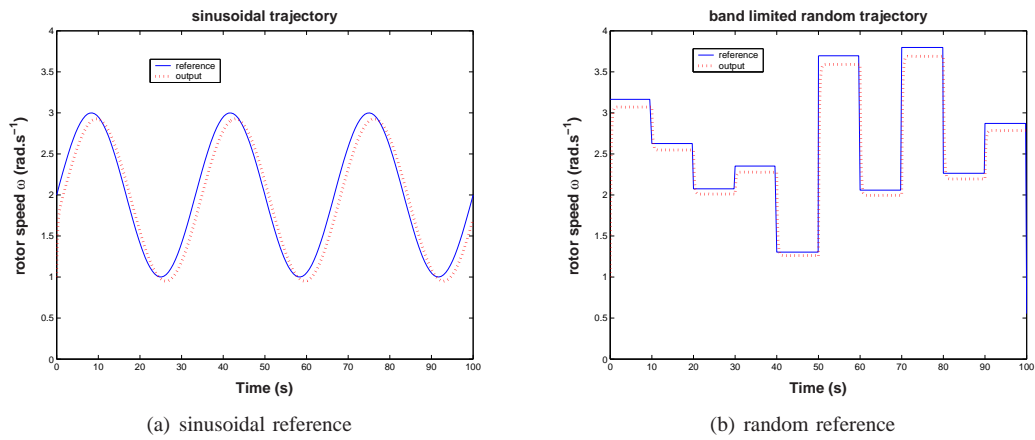 sinusoidal trajectory
4
3.5
3
2.5
2
1.5
1
0.5
0
rotor speed ω (rad.s⁻¹)
reference
output
0 10 20 30 40 50 60 70 80 90 100
Time (s)
(a) sinusoidal reference
band limited random trajectory
4
3.5
3
2.5
2
1.5
1
0.5
0
rotor speed ω (rad.s⁻¹)
reference
output
0 10 20 30 40 50 60 70 80 90 100
Time (s)
(b) random reference